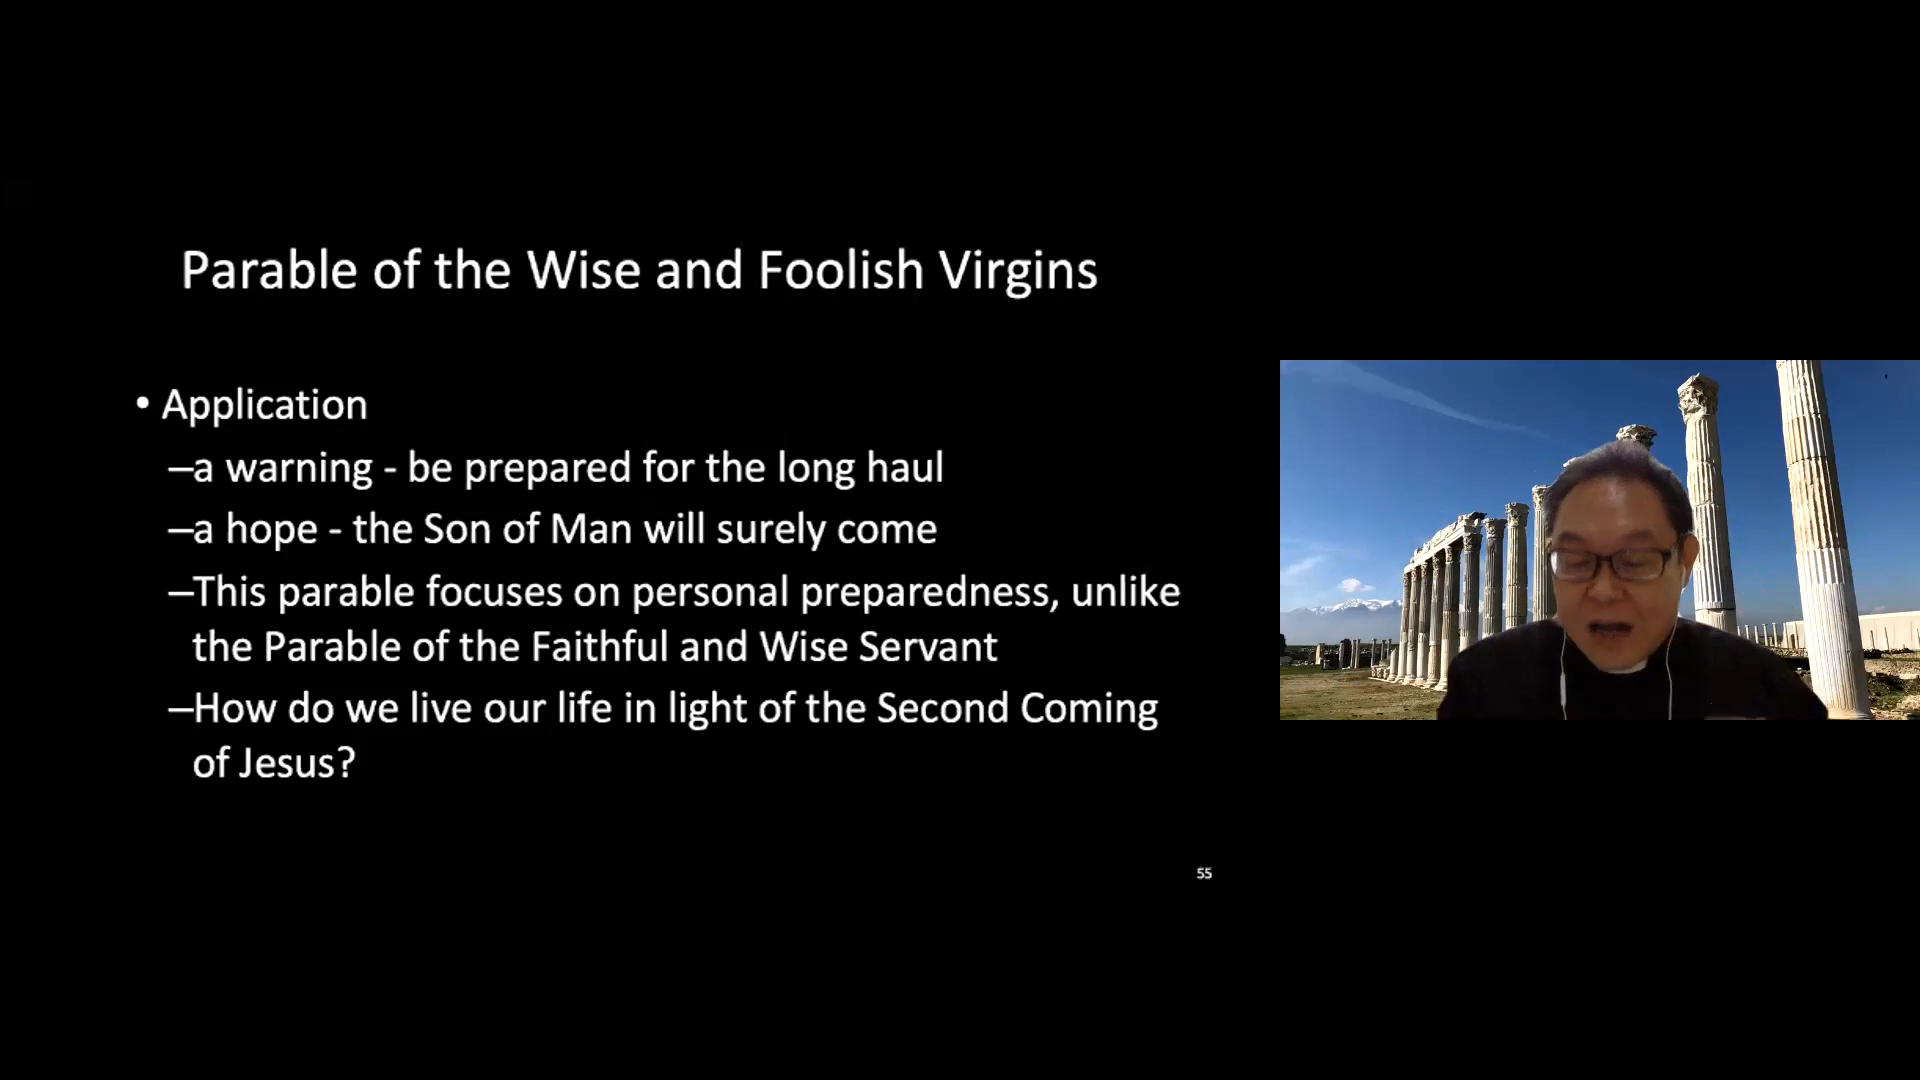 Parable of the Wise and Foolish Virgins
• Application
–a warning - be prepared for the long haul
–a hope - the Son of Man will surely come
–This parable focuses on personal preparedness, unlike
the Parable of the Faithful and Wise Servant
–How do we live our life in light of the Second Coming
of Jesus?
55